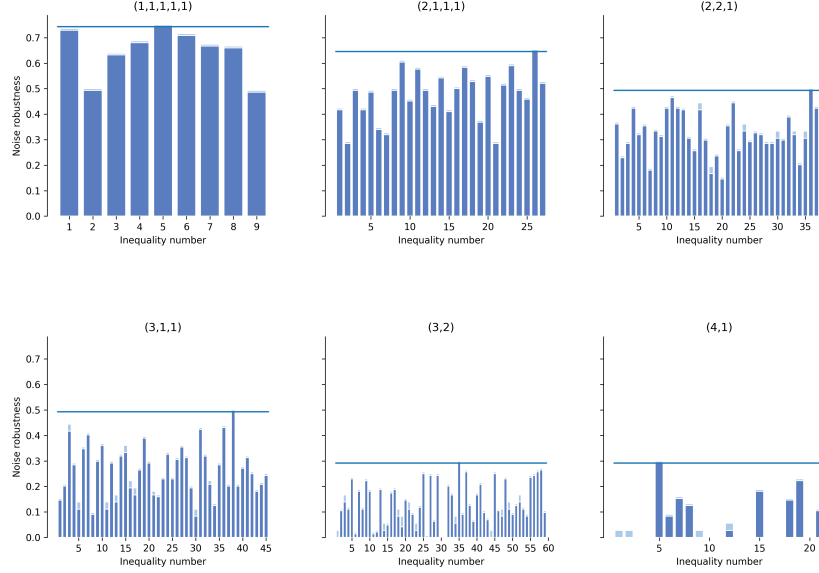 (1,1,1,1,1)
(2,1,1,1)
(2,2,1)
Noise robustness
0.7
0.6
0.5
0.4
0.3
0.2
0.1
0.0
1 2 3 4 5 6 7 8 9
5 10 15 20 25
5 10 15 20 25 30 35
Inequality number
Inequality number
Inequality number
(3,1,1)
(3,2)
(4,1)
Noise robustness
0.7
0.6
0.5
0.4
0.3
0.2
0.1
0.0
5 10 15 20 25 30 35 40 45
5 10 15 20 25 30 35 40 45 50 55 60
5 10 15 20
Inequality number
Inequality number
Inequality number